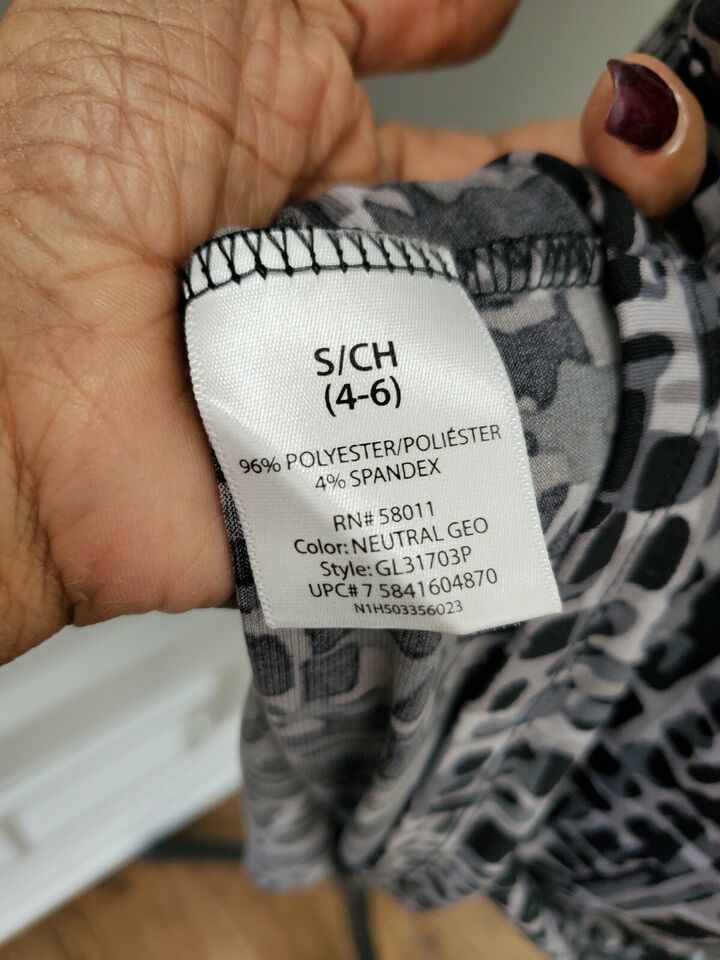 S/CH
(4-6)
96% POLYESTER/POLIÉSTER
4% SPANDEX
RN# 58011
Color: NEUTRAL GEO
Style: GL31703P
UPC# 7 5841604870
N1H503356023